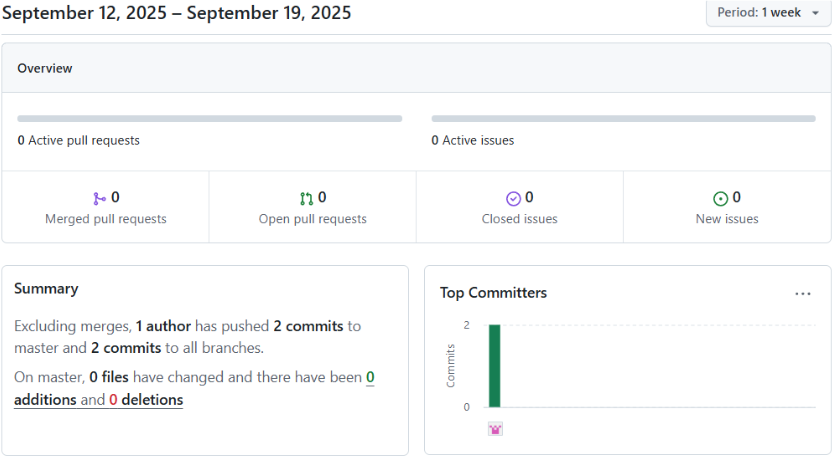 September 12, 2025 – September 19, 2025
Period: 1 week
Overview
0 Active pull requests
0 Active issues
0
Merged pull requests
0
Open pull requests
0
Closed issues
0
New issues
Summary
Excluding merges, 1 author has pushed 2 commits to
master and 2 commits to all branches.
On master, 0 files have changed and there have been 0
additions and 0 deletions
Top Committers
2
Commits
0